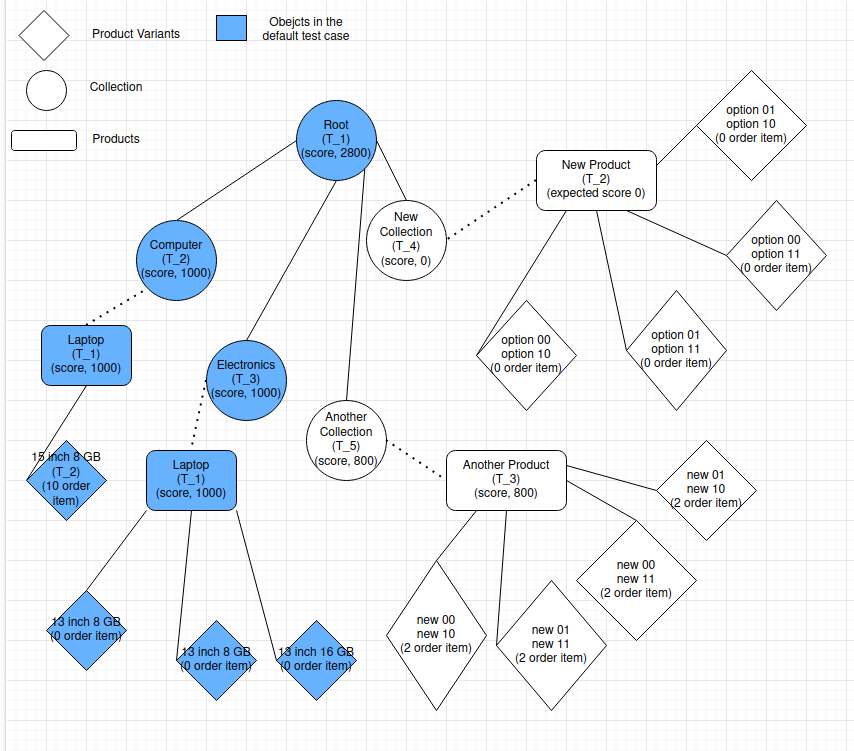 Product Variants
Obejcts in the
default test case
Collection
Products
Root
(T_1)
(score, 2800)
option 01
option 10
(0 order item)
New Product
(T_2)
(expected score 0)
New
Collection
(T_4)
(score, 0)
Computer
(T_2)
(score, 1000)
option 00
option 11
(0 order item)
Laptop
(T_1)
(score, 1000)
option 00
option 10
(0 order item)
option 01
option 11
(0 order item)
Electronics
(T_3)
(score, 1000)
Another
Collection
(T_5)
(score, 800)
15 inch 8 GB
(T_2)
(10 order
item)
Laptop
(T_1)
(score, 1000)
Another Product
(T_3)
(score, 800)
new 01
new 10
(2 order item)
new 00
new 11
(2 order item)
13 inch 8 GB
(0 order item)
13 inch 8 GB
(0 order item)
13 inch 16 GB
(0 order item)
new 00
new 10
(2 order item)
new 01
new 11
(2 order item)